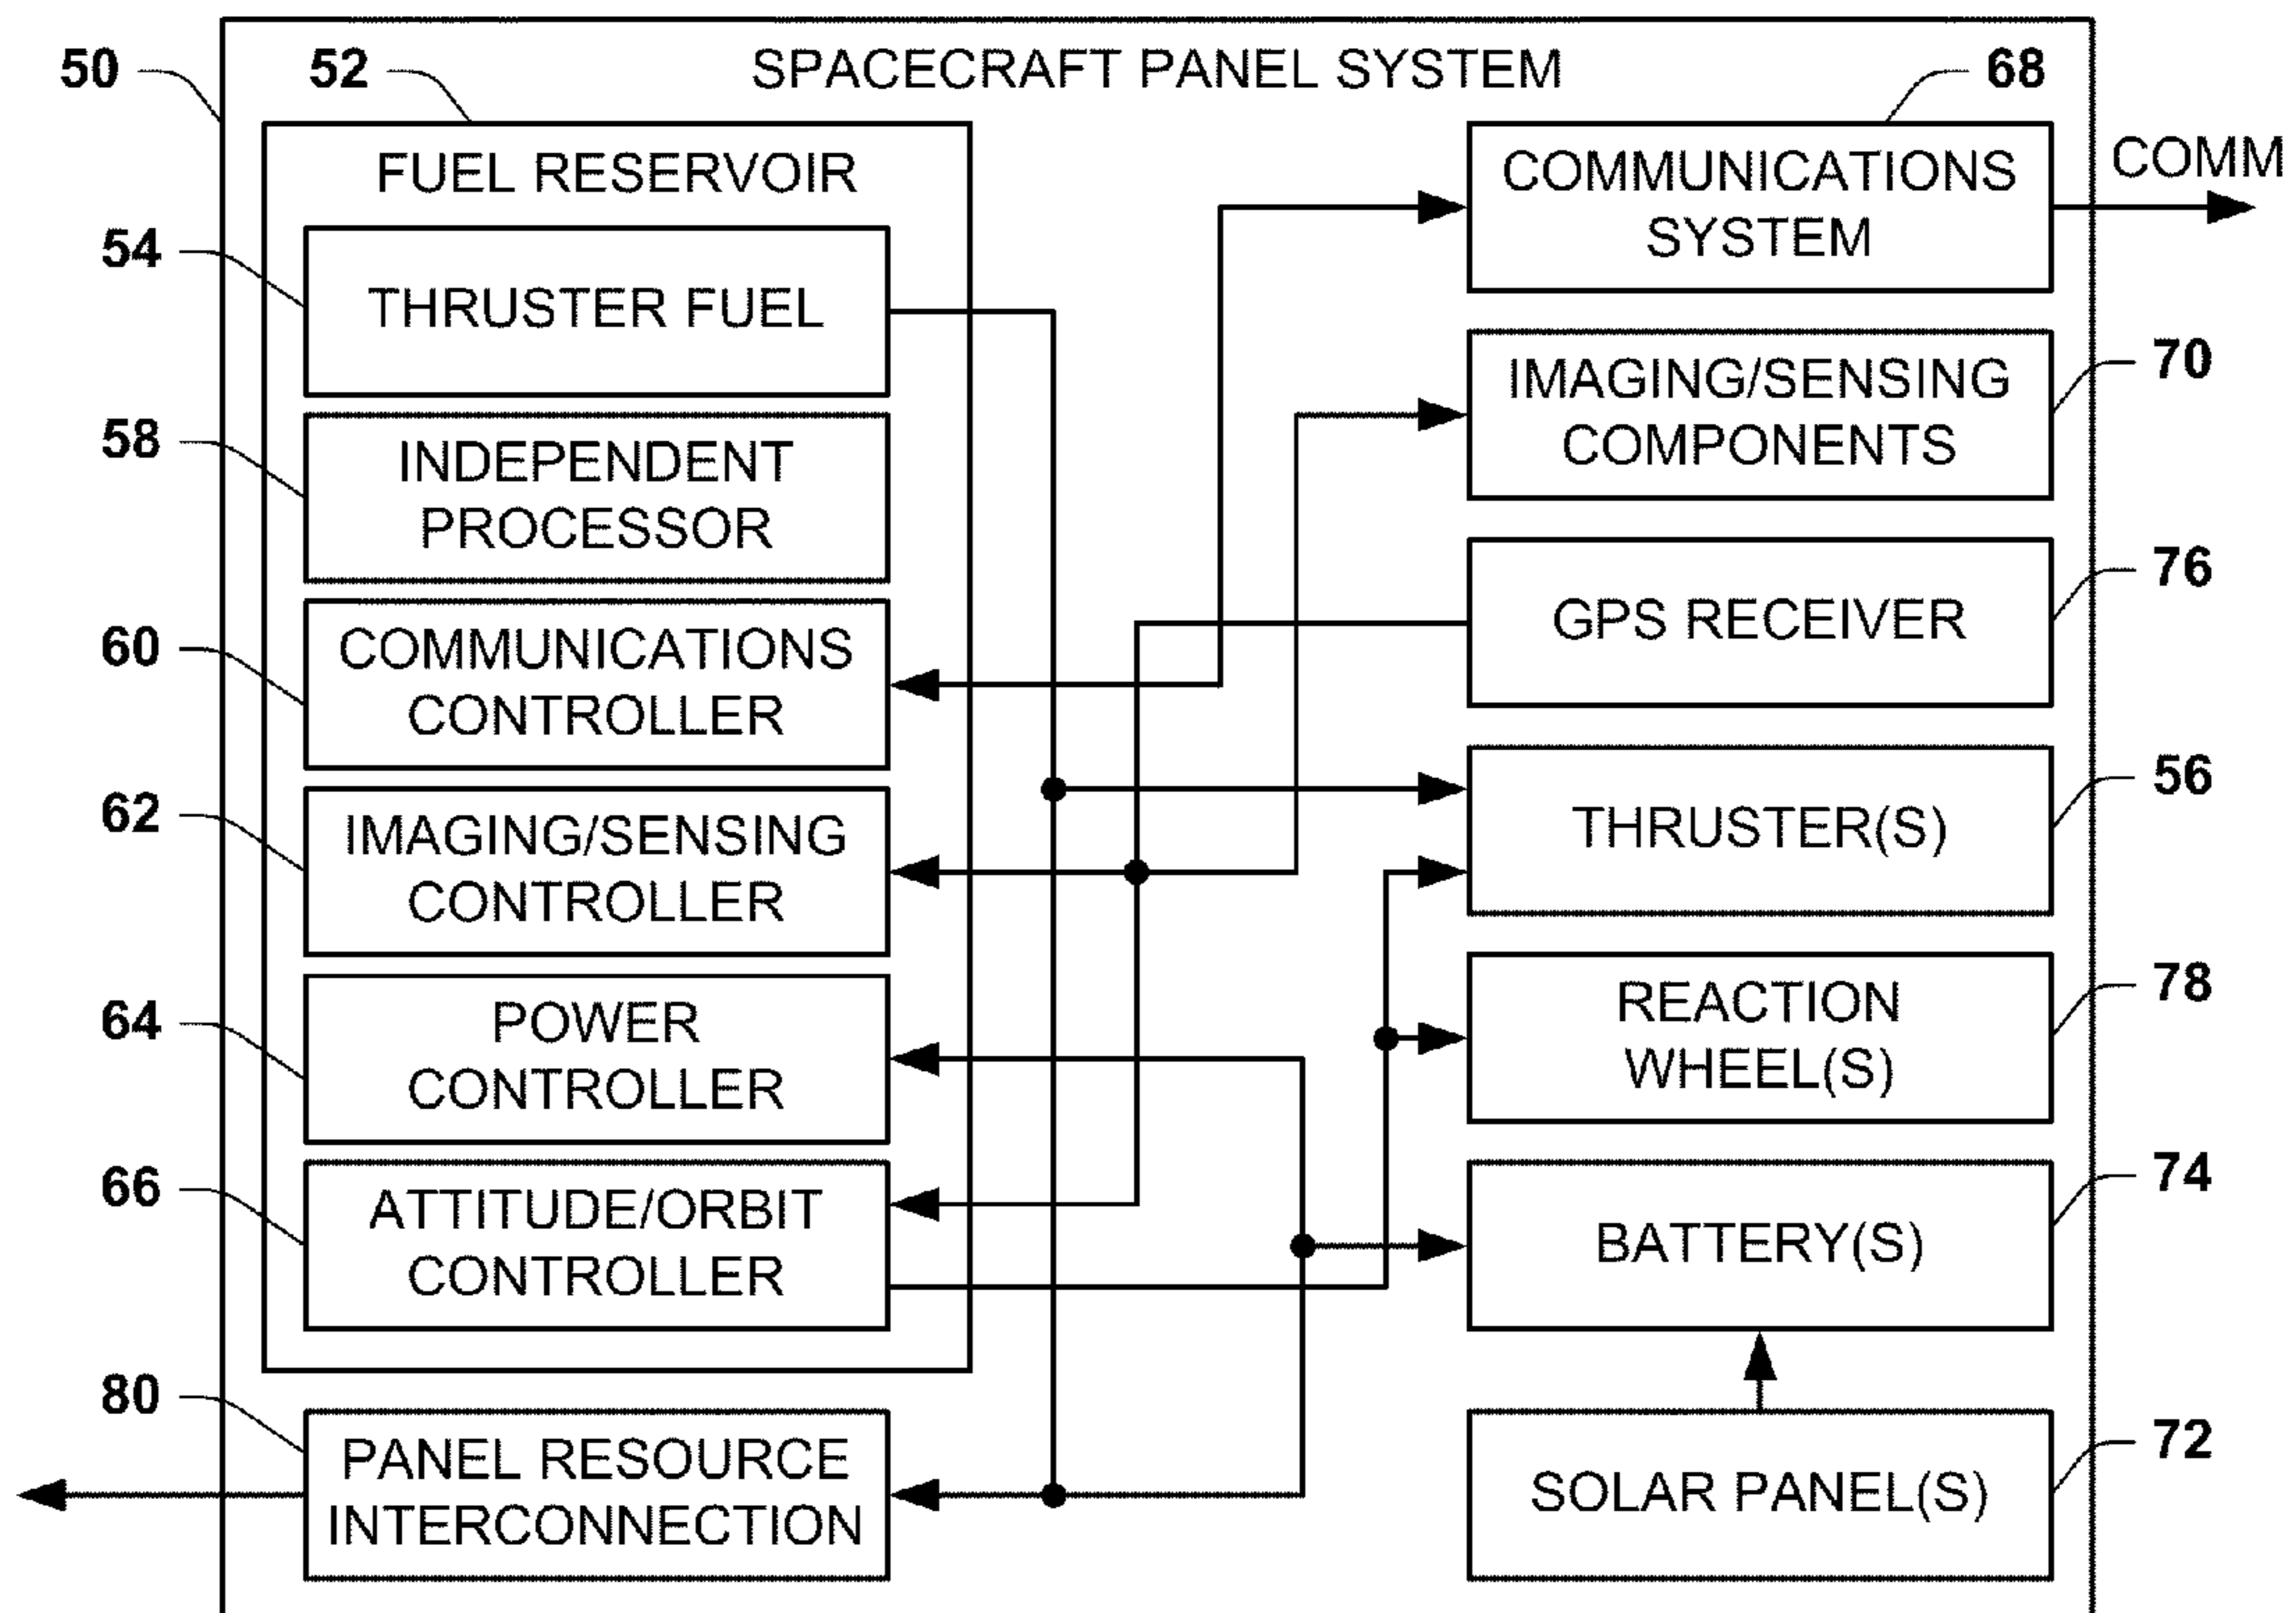 50
52
SPACECRAFT PANEL SYSTEM
68
FUEL RESERVOIR
COMMUNICATIONS
SYSTEM
COMM
54
THRUSTER FUEL
IMAGING/SENSING
COMPONENTS
70
58
INDEPENDENT
PROCESSOR
GPS RECEIVER
76
60
COMMUNICATIONS
CONTROLLER
THRUSTER(S)
56
62
IMAGING/SENSING
CONTROLLER
REACTION
WHEEL(S)
78
64
POWER
CONTROLLER
BATTERY(S)
74
66
ATTITUDE/ORBIT
CONTROLLER
80
PANEL RESOURCE
INTERCONNECTION
SOLAR PANEL(S)
72